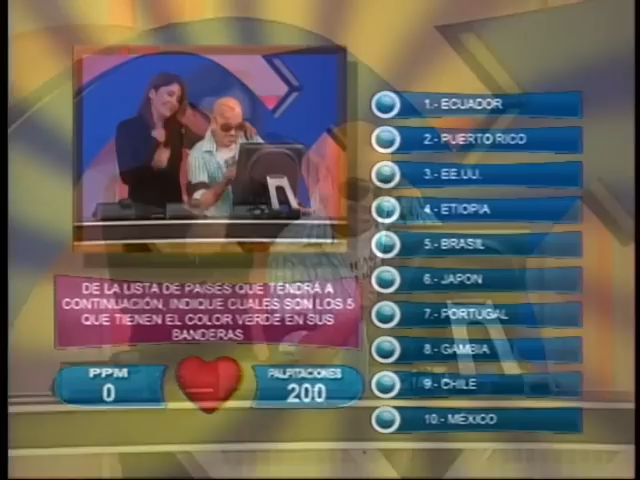 DE LA LISTA DE PAISES QUE TENDRÁ A
CONTINUACIÓN, INDIQUE CUALES SON LOS 5
QUE TIENEN EL COLOR VERDE EN SUS
BANDERAS
PPM
0
PALPITACIONES
200
1.- ECUADOR
2.- PUERTO RICO
3.- EE.UU.
4.- ETIOPIA
5.- BRASIL
6.- JAPON
7.- PORTUGAL
8.- GAMBIA
9.- CHILE
10.- MÉXICO